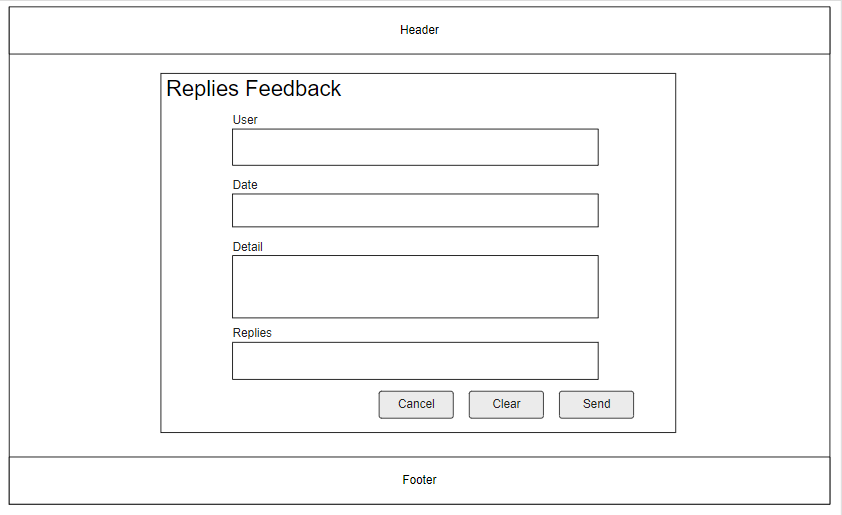 Header
Replies Feedback
User
Date
Detail
Replies
Cancel Clear Send
Footer